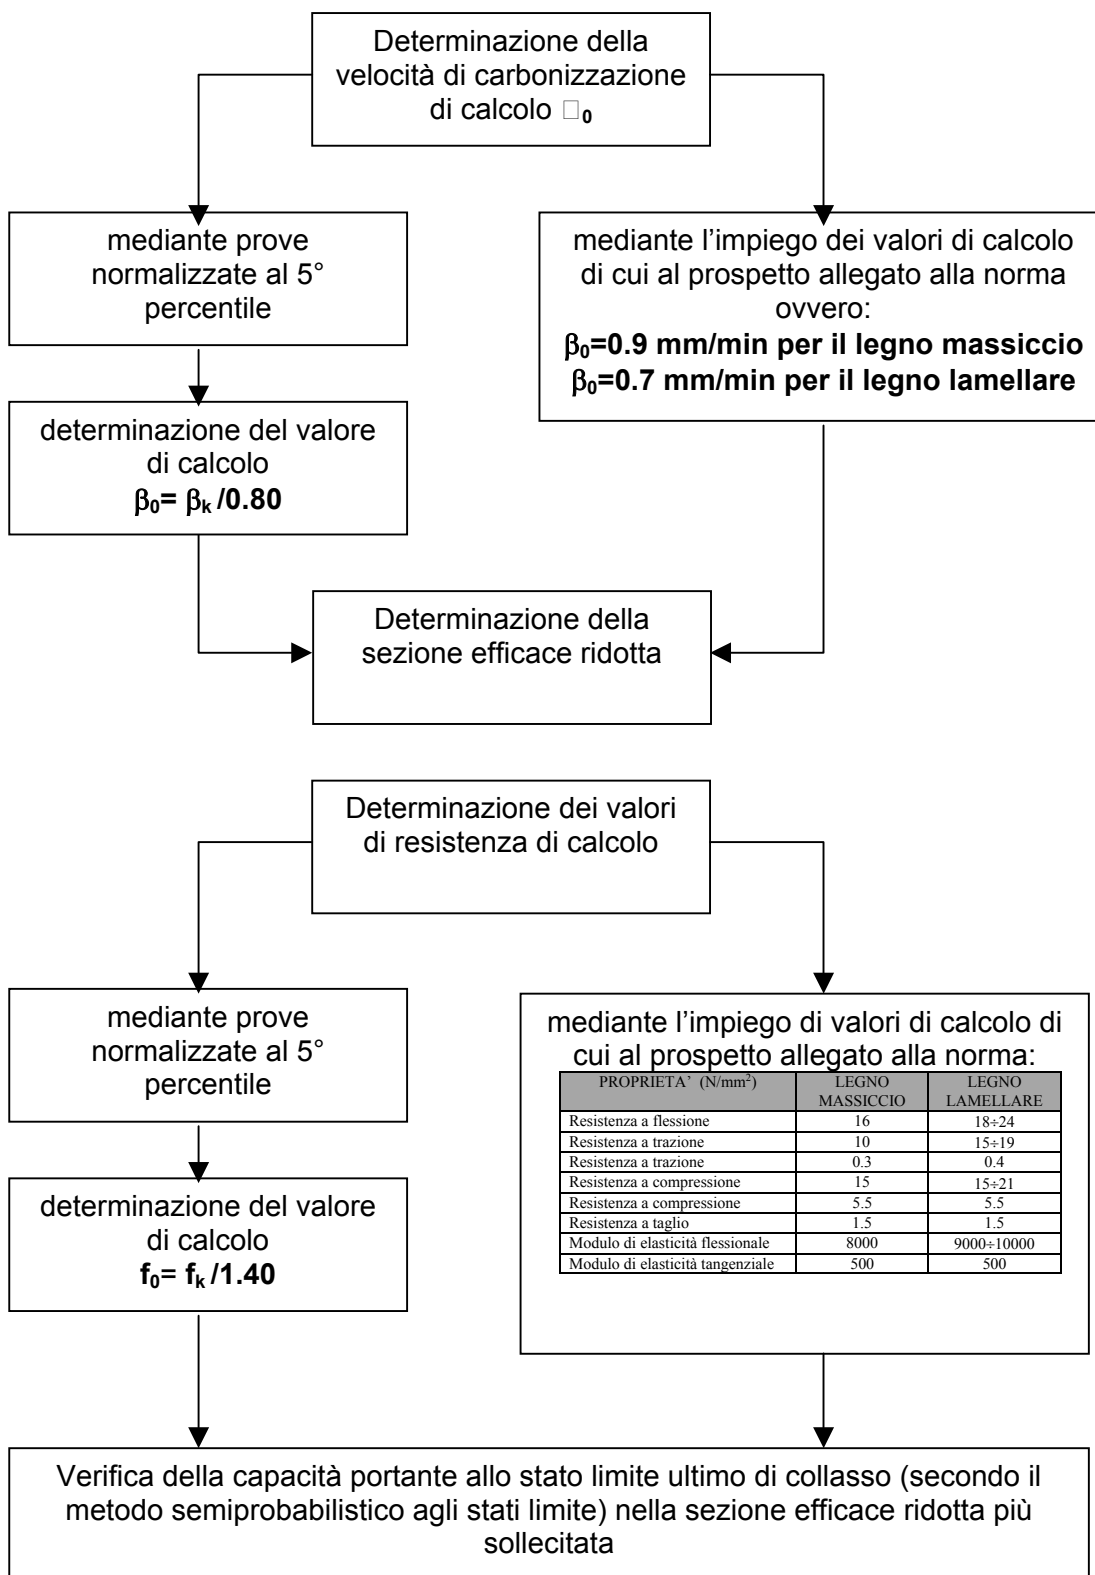 Determinazione della
velocità di carbonizzazione
di calcolo □0
mediante prove
normalizzate al 5°
percentile
mediante l'impiego dei valori di calcolo
di cui al prospetto allegato alla norma
ovvero:
β0=0.9 mm/min per il legno massiccio
β0=0.7 mm/min per il legno lamellare
determinazione del valore
di calcolo
β0= βk /0.80
Determinazione della
sezione efficace ridotta
Determinazione dei valori
di resistenza di calcolo
mediante prove
normalizzate al 5°
percentile
mediante l'impiego di valori di calcolo di
cui al prospetto allegato alla norma:
PROPRIETA' (N/mm²) LEGNO MASSICCIO LEGNO LAMELLARE
Resistenza a flessione 16 18÷24
Resistenza a trazione 10 15÷19
Resistenza a trazione 0.3 0.4
Resistenza a compressione 15 15÷21
Resistenza a compressione 5.5 5.5
Resistenza a taglio 1.5 1.5
Modulo di elasticità flessionale 8000 9000÷10000
Modulo di elasticità tangenziale 500 500
determinazione del valore
di calcolo
f0= fk /1.40
Verifica della capacità portante allo stato limite ultimo di collasso (secondo il
metodo semiprobabilistico agli stati limite) nella sezione efficace ridotta più
sollecitata